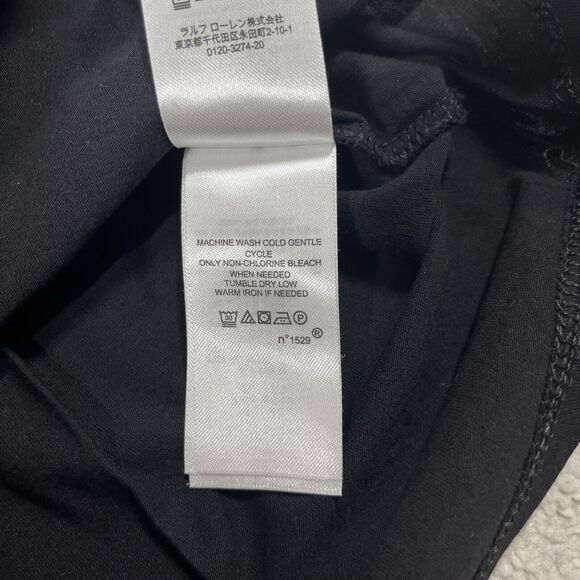 ラルフ ローレン株式会社
東京都千代田区永田町2-10-1
0120-3274-20
MACHINE WASH COLD GENTLE
CYCLE
ONLY NON-CHLORINE BLEACH
WHEN NEEDED
TUMBLE DRY LOW
WARM IRON IF NEEDED
30 P
n°1529 ®